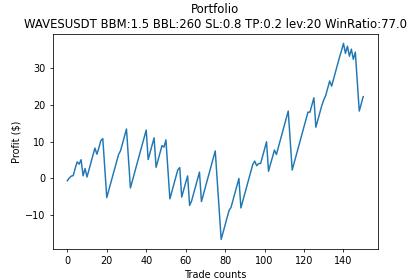 Portfolio
WAVESUSDT BBM:1.5 BBL:260 SL:0.8 TP:0.2 lev:20 WinRatio:77.0
Profit ($)
30
20
10
0
−10
0 20 40 60 80 100 120 140
Trade counts